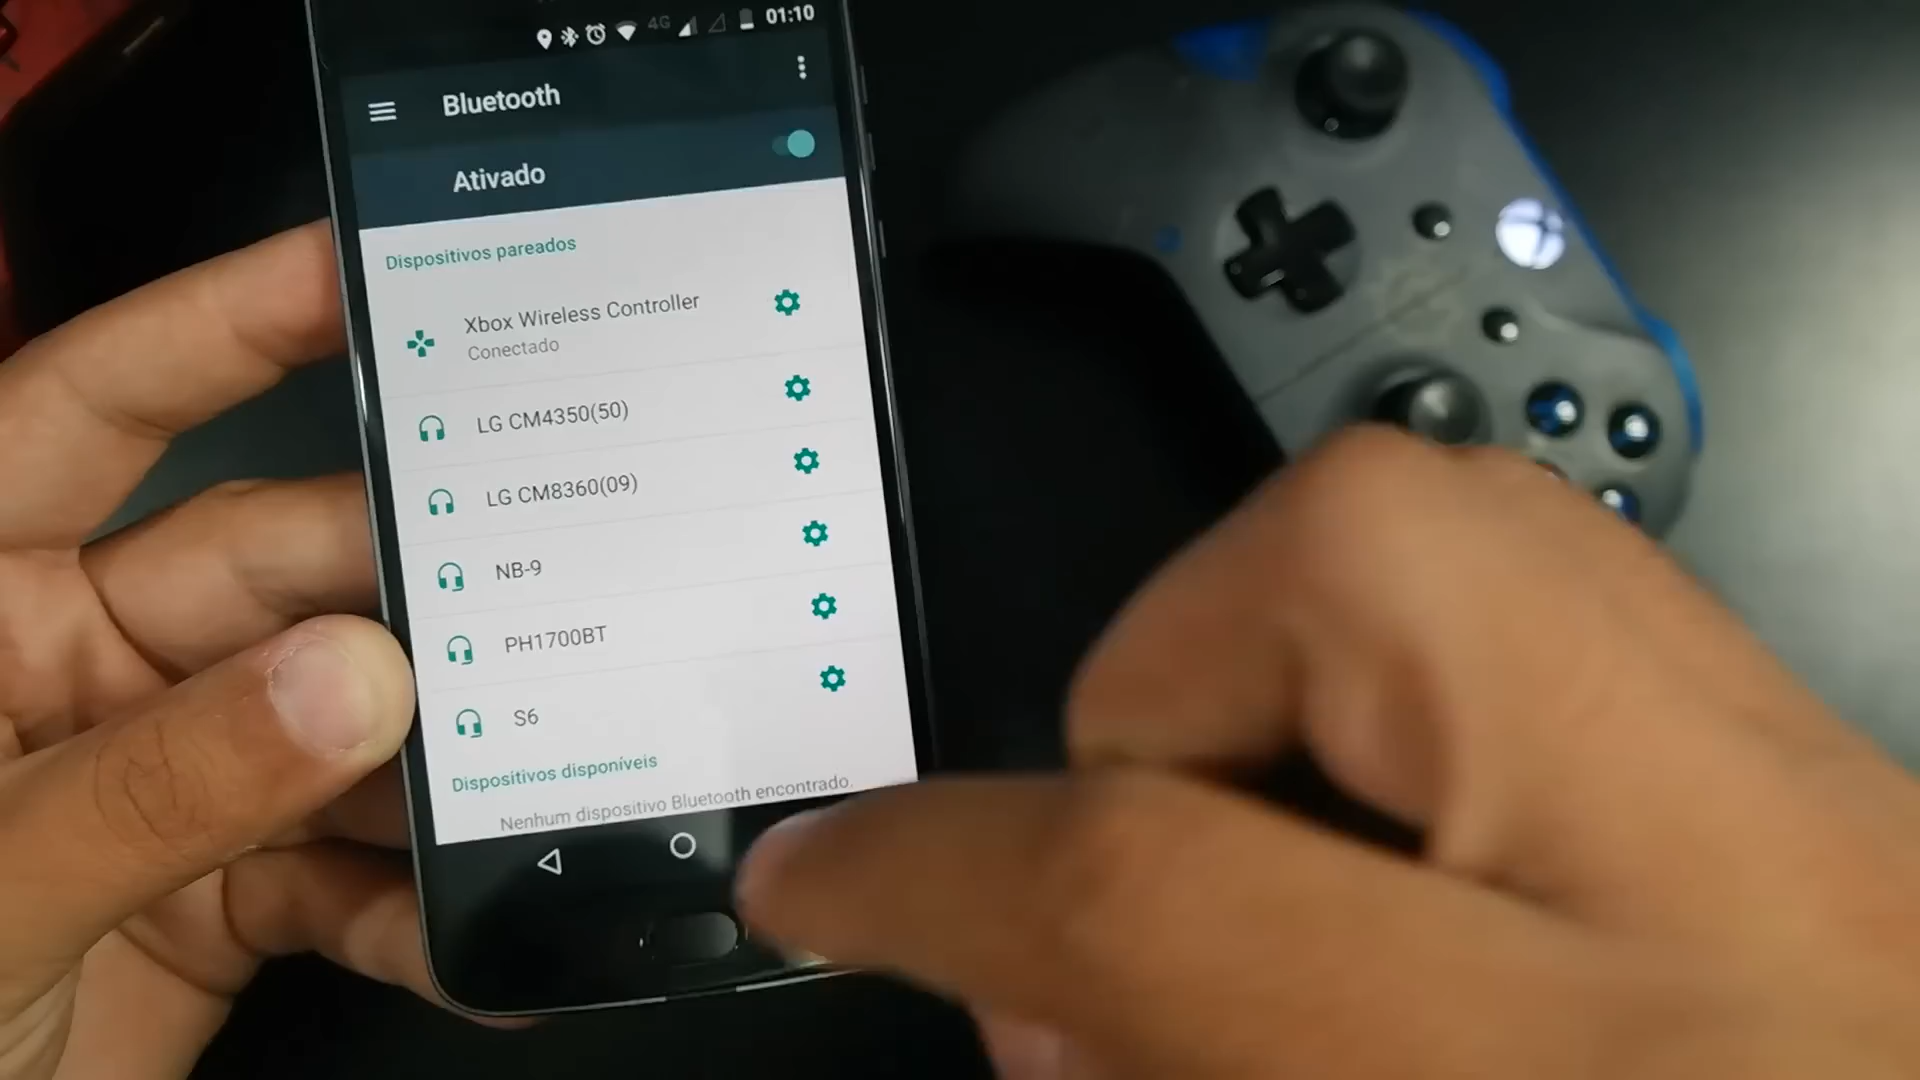 4G 01:10
Bluetooth
Ativado
Dispositivos pareados
Xbox Wireless Controller
Conectado
LG CM4350(50)
LG CM8360(09)
NB-9
PH1700BT
S6
Dispositivos disponíveis
Nenhum dispositivo Bluetooth encontrado.